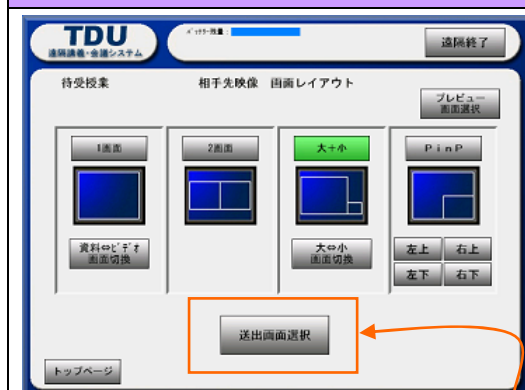 TDU
遠隔講義・会議システム
バッテリー残量：
遠隔終了
待受授業
相手先映像 画面レイアウト
プレビュー
画面選択
1画面
2画面
大+小
PinP
資料⇔ビデオ
画面切換
大⇔小
画面切換
左上
右上
左下
右下
送出画面選択
トップページ